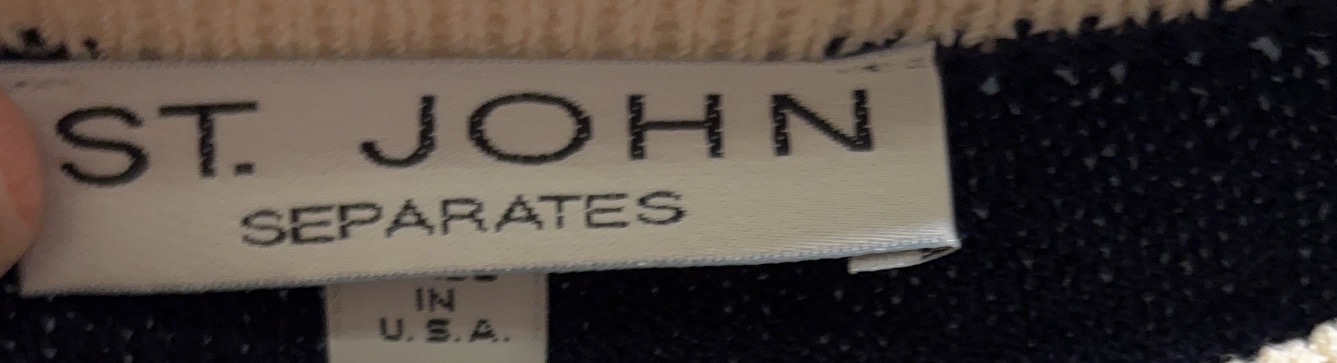 ST. JOHN
SEPARATES
IN
U.S.A.